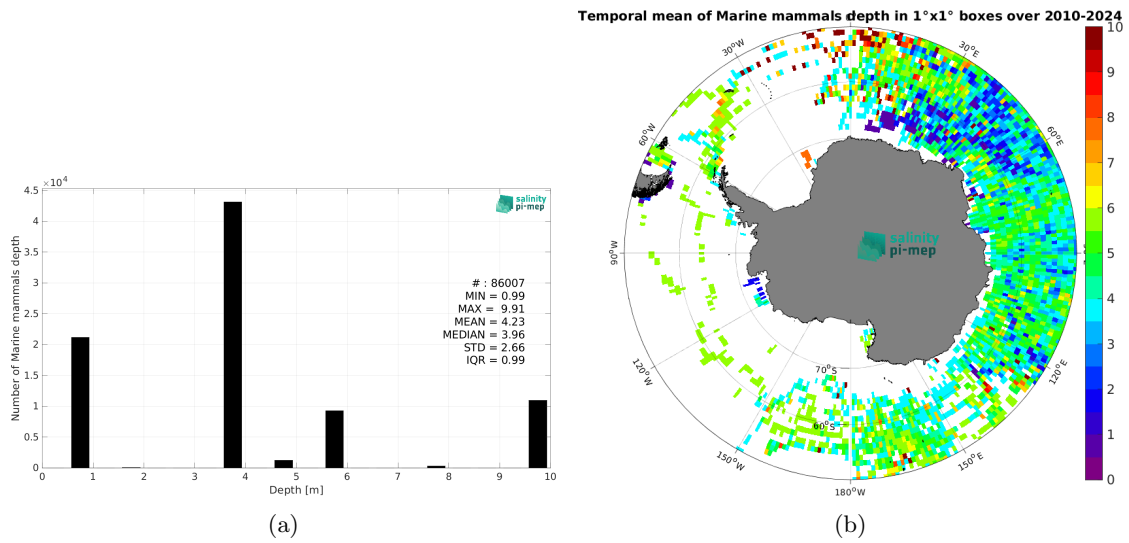 Temporal mean of Marine mammals depth in 1°x1° boxes over 2010-2024
×10⁴
4.5
4
3.5
3
2.5
2
1.5
1
0.5
0
Number of Marine mammals depth
0 1 2 3 4 5 6 7 8 9 10
Depth [m]
salinity
pi-mep
# : 86007
MIN = 0.99
MAX = 9.91
MEAN = 4.23
MEDIAN = 3.96
STD = 2.66
IQR = 0.99
(a)
30°W
30°E
60°W
60°E
90°W
120°W
120°E
150°W
150°E
180°W
70°S
60°S
salinity
pi-mep
10
9
8
7
6
5
4
3
2
1
0
(b)